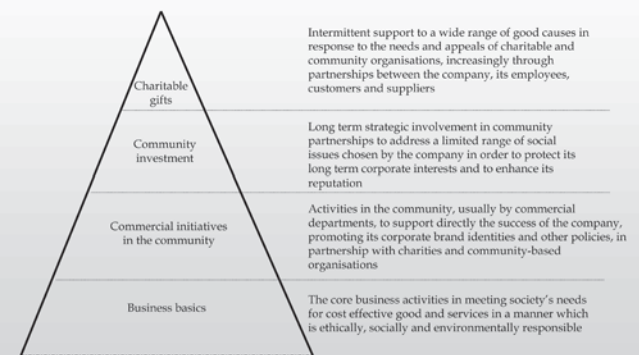 Charitable
gifts
Intermittent support to a wide range of good causes in
response to the needs and appeals of charitable and
community organisations, increasingly through
partnerships between the company, its employees,
customers and suppliers
Community
investment
Long term strategic involvement in community
partnerships to address a limited range of social
issues chosen by the company in order to protect its
long term corporate interests and to enhance its
reputation
Commercial initiatives
in the community
Activities in the community, usually by commercial
departments, to support directly the success of the company,
promoting its corporate brand identities and other policies, in
partnership with charities and community-based
organisations
Business basics
The core business activities in meeting society's needs
for cost effective good and services in a manner which
is ethically, socially and environmentally responsible